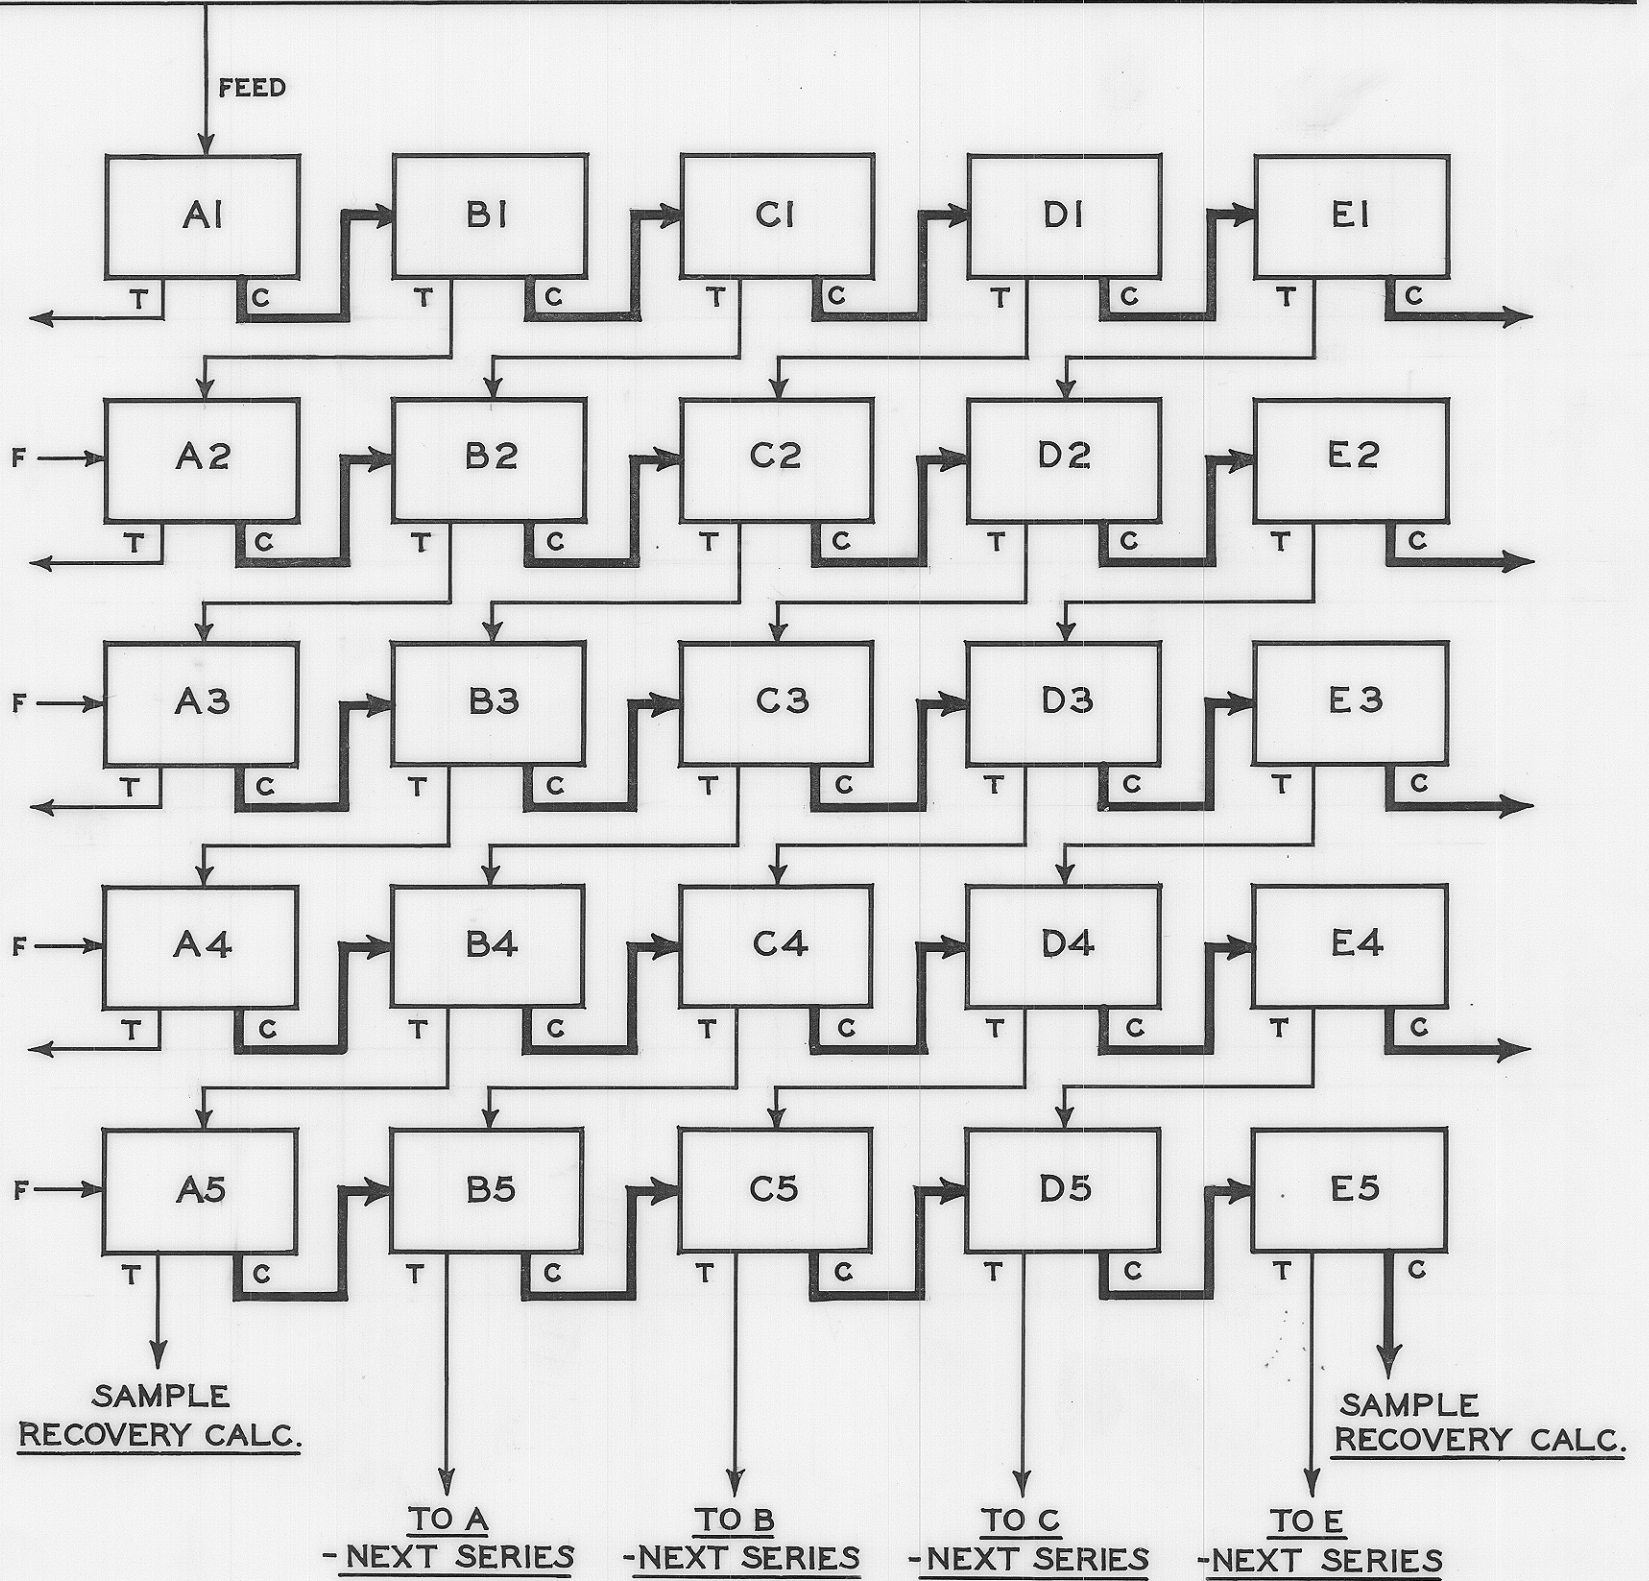 FEED
A1 B1 C1 D1 E1
T C T C T C T C T C
F A2 B2 C2 D2 E2
T C T C T C T C T C
F A3 B3 C3 D3 E3
T C T C T C T C T C
F A4 B4 C4 D4 E4
T C T C T C T C T C
F A5 B5 C5 D5 E5
T C T C T C T C T C
SAMPLE
RECOVERY CALC.
SAMPLE
RECOVERY CALC.
TO A
-NEXT SERIES
TO B
-NEXT SERIES
TO C
-NEXT SERIES
TO E
-NEXT SERIES